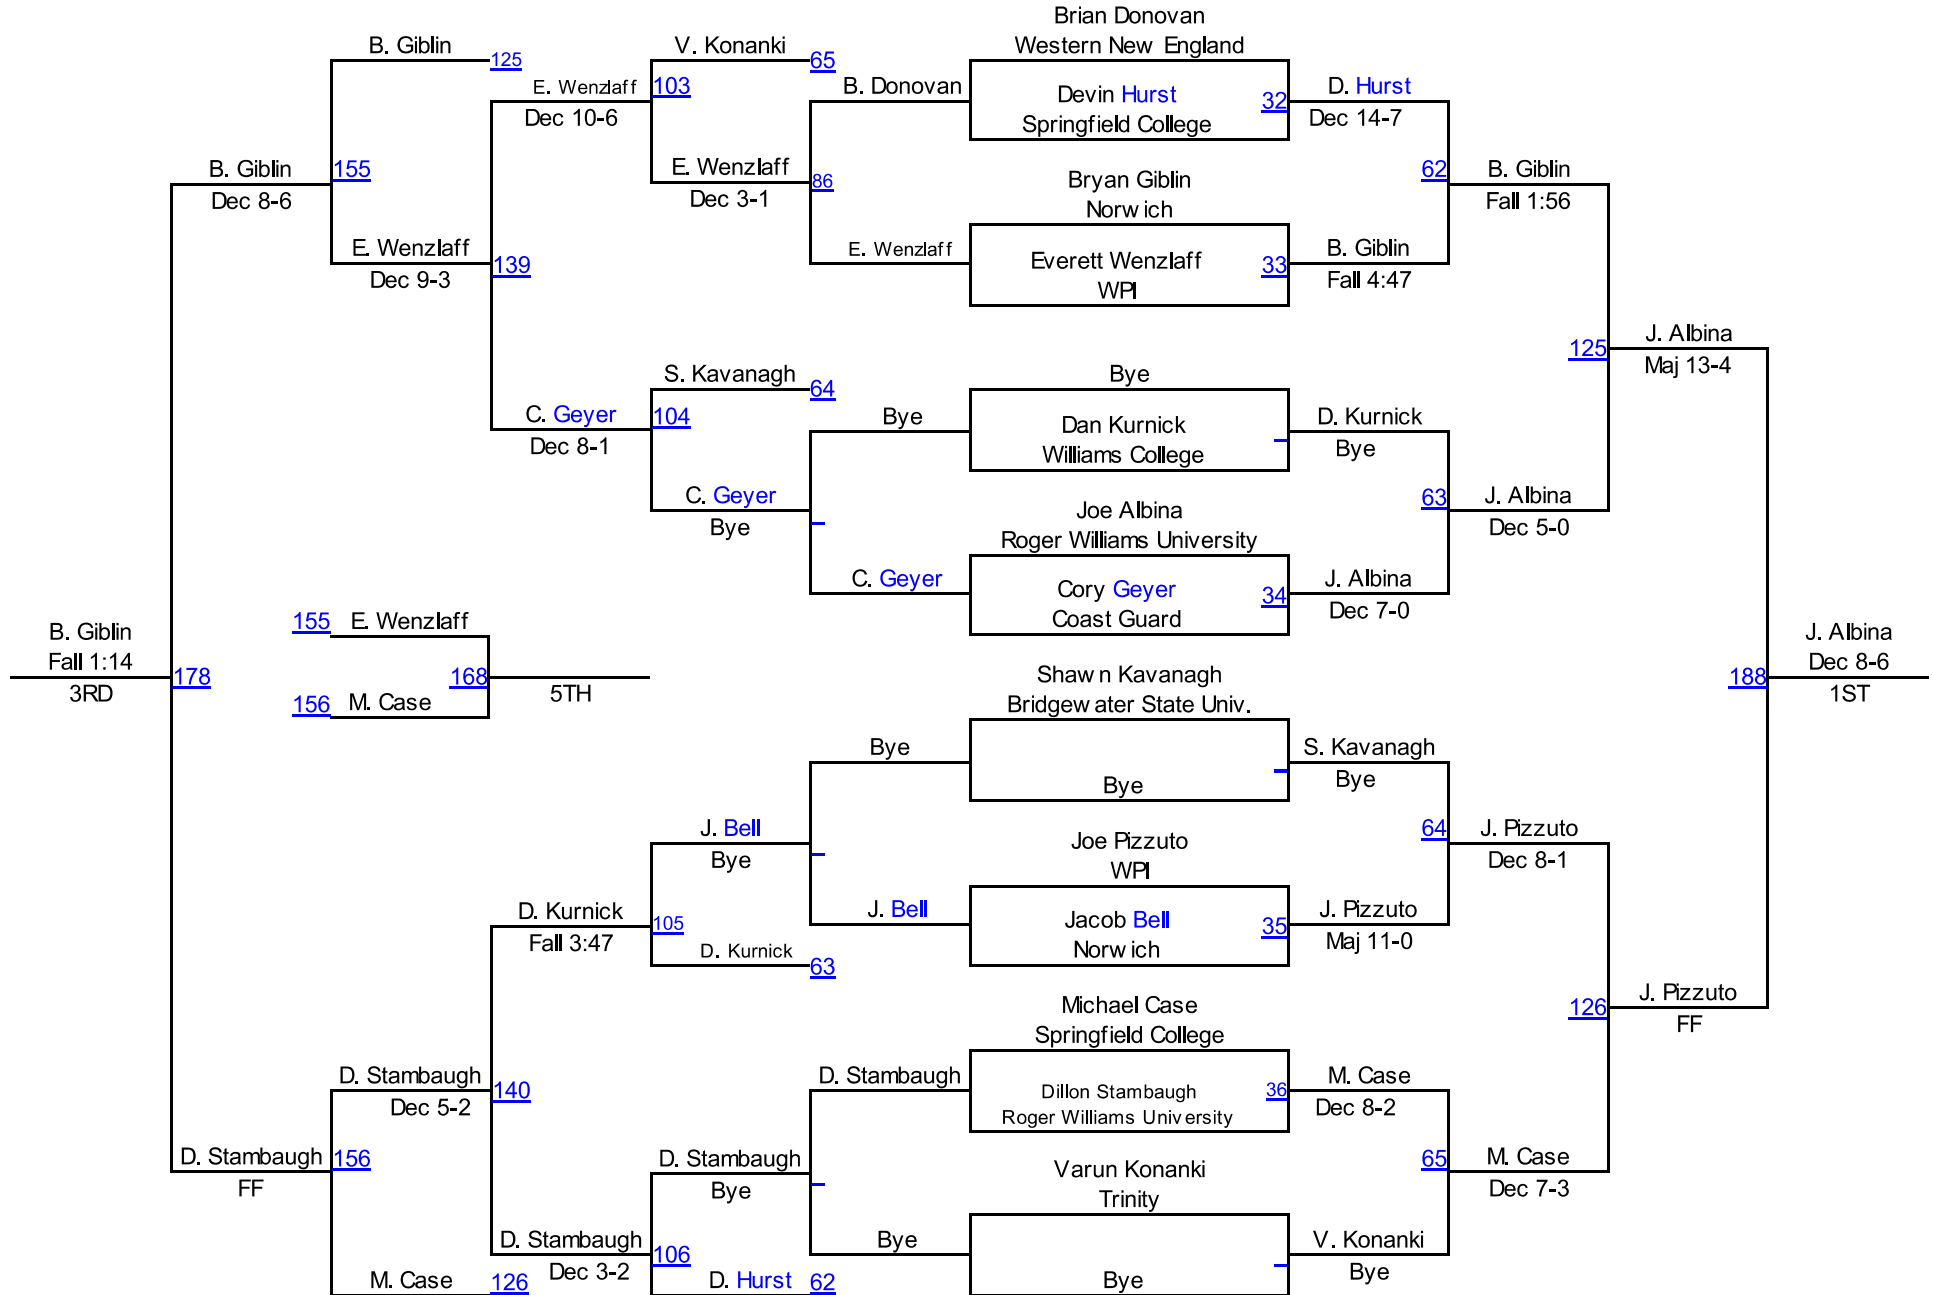 Brian Donovan
B. Giblin
V. Konanki
Western New England
125
65
E. Wenzlaff
103
B. Donovan
Devin Hurst
32
D. Hurst
Dec 10-6
Springfield College
Dec 14-7
B. Giblin
155
E. Wenzlaff
86
Bryan Giblin
62
B. Giblin
Dec 8-6
Dec 3-1
Norwich
Fall 1:56
E. Wenzlaff
139
E. Wenzlaff
Everett Wenzlaff
33
B. Giblin
Dec 9-3
WPI
Fall 4:47
125
J. Albina
Maj 13-4
S. Kavanagh
64
Bye
C. Geyer
104
Bye
Dan Kurnick
D. Kurnick
Dec 8-1
Williams College
Bye
C. Geyer
Joe Albina
63
J. Albina
Bye
Roger Williams University
Dec 5-0
C. Geyer
Cory Geyer
34
J. Albina
Coast Guard
Dec 7-0
B. Giblin
155
E. Wenzlaff
J. Albina
Fall 1:14
Dec 8-6
178
168
Shawn Kavanagh
188
3RD
156
M. Case
5TH
Bridgewater State Univ.
1ST
Bye
S. Kavanagh
Bye
Bye
J. Bell
Joe Pizzuto
64
J. Pizzuto
Bye
WPI
Dec 8-1
D. Kurnick
105
J. Bell
Jacob Bell
35
J. Pizzuto
Fall 3:47
D. Kurnick
63
Norwich
Maj 11-0
Michael Case
126
J. Pizzuto
Springfield College
FF
D. Stambaugh
140
D. Stambaugh
Dillon Stambaugh
36
M. Case
Dec 5-2
Roger Williams University
Dec 8-2
D. Stambaugh
156
D. Stambaugh
Varun Konanki
65
M. Case
FF
Bye
Trinity
Dec 7-3
D. Stambaugh
106
Bye
V. Konanki
Dec 3-2
Bye
M. Case
126
D. Hurst
62
Bye